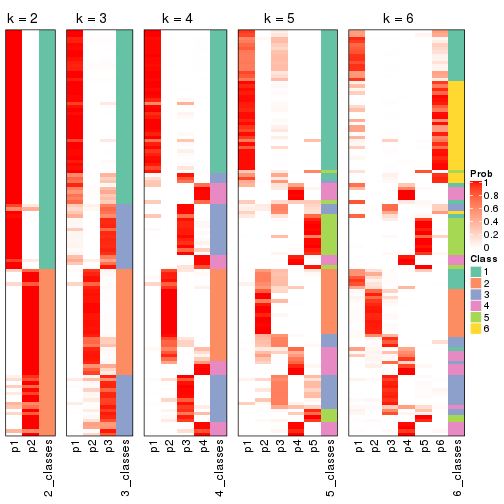 k = 2
k = 3
k = 4
k = 5
k = 6
Prob
1
0.8
0.6
0.4
0.2
0
Class
1
2
3
4
5
6
p1
p2
2_classes
p1
p2
p3
3_classes
p1
p2
p3
p4
4_classes
p1
p2
p3
p4
p5
5_classes
p1
p2
p3
p4
p5
p6
6_classes